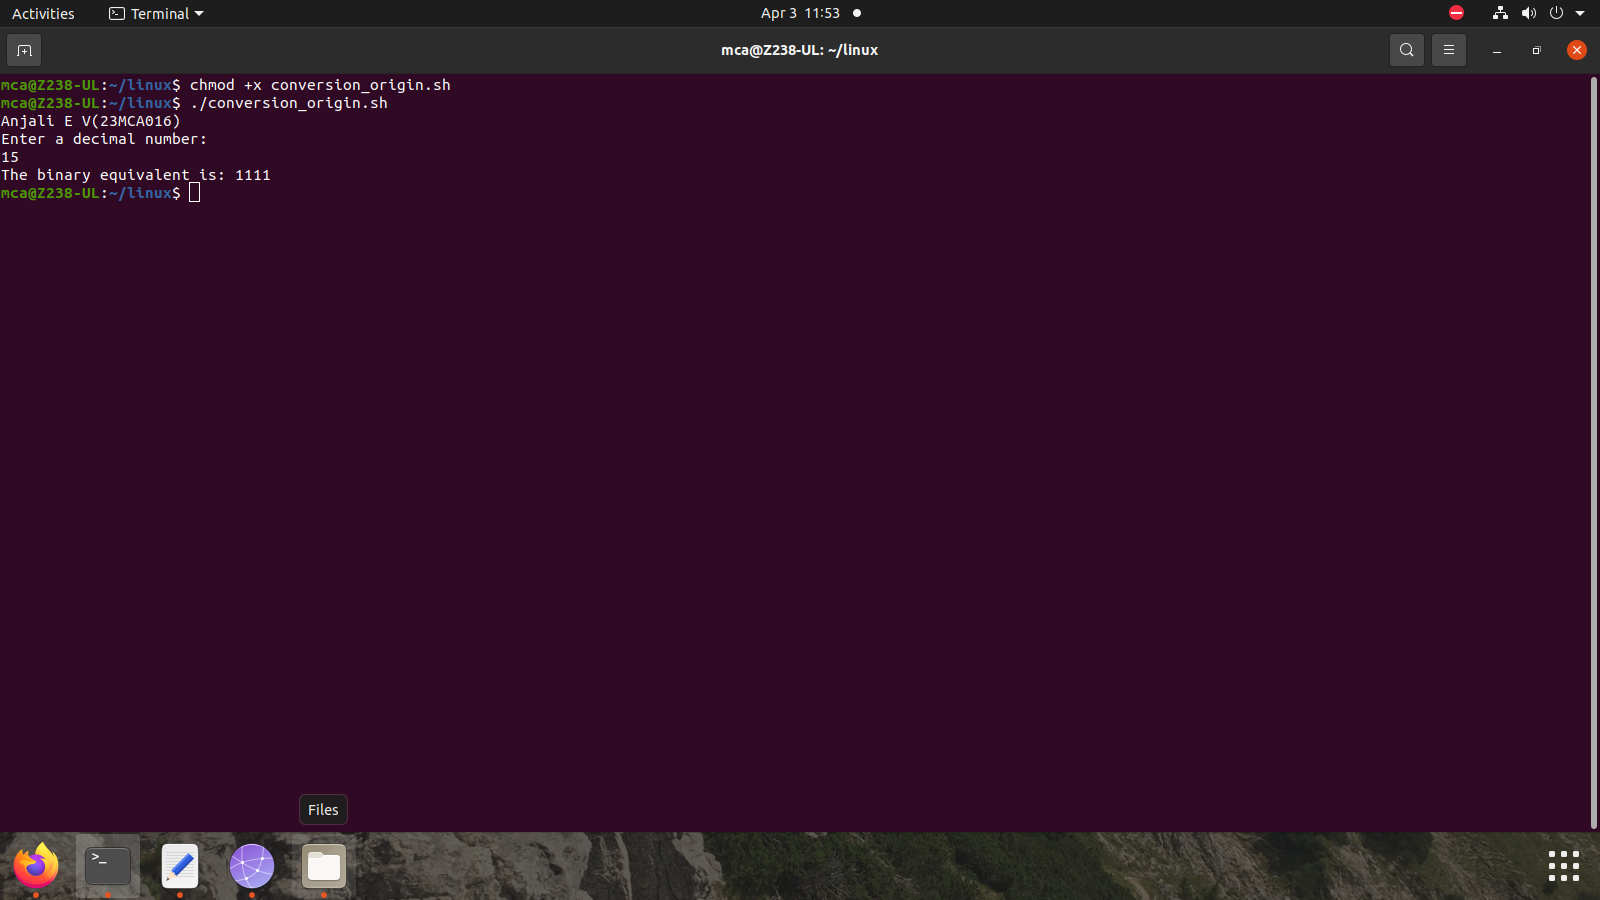 Activities Terminal Apr 3 11:53
mca@Z238-UL: ~/linux
mca@Z238-UL:~/linux$ chmod +x conversion_origin.sh
mca@Z238-UL:~/linux$ ./conversion_origin.sh
Anjali E V(23MCA016)
Enter a decimal number:
15
The binary equivalent is: 1111
mca@Z238-UL:~/linux$
Files